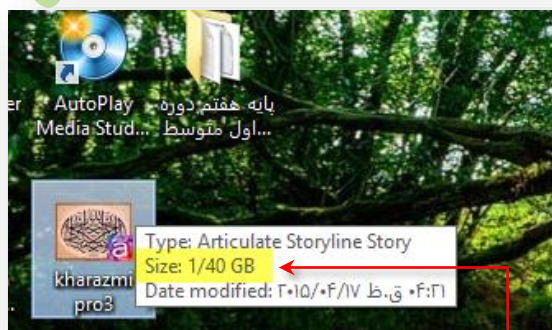 AutoPlay
Media Stud...
پایه هفتم دوره
اول متوسط...
kharazmi
pro3
Type: Articulate Storyline Story
Size: 1/40 GB
Date modified: ۲۰۱۵/۰۴/۱۷ ق.ظ ۰۴:۲۱